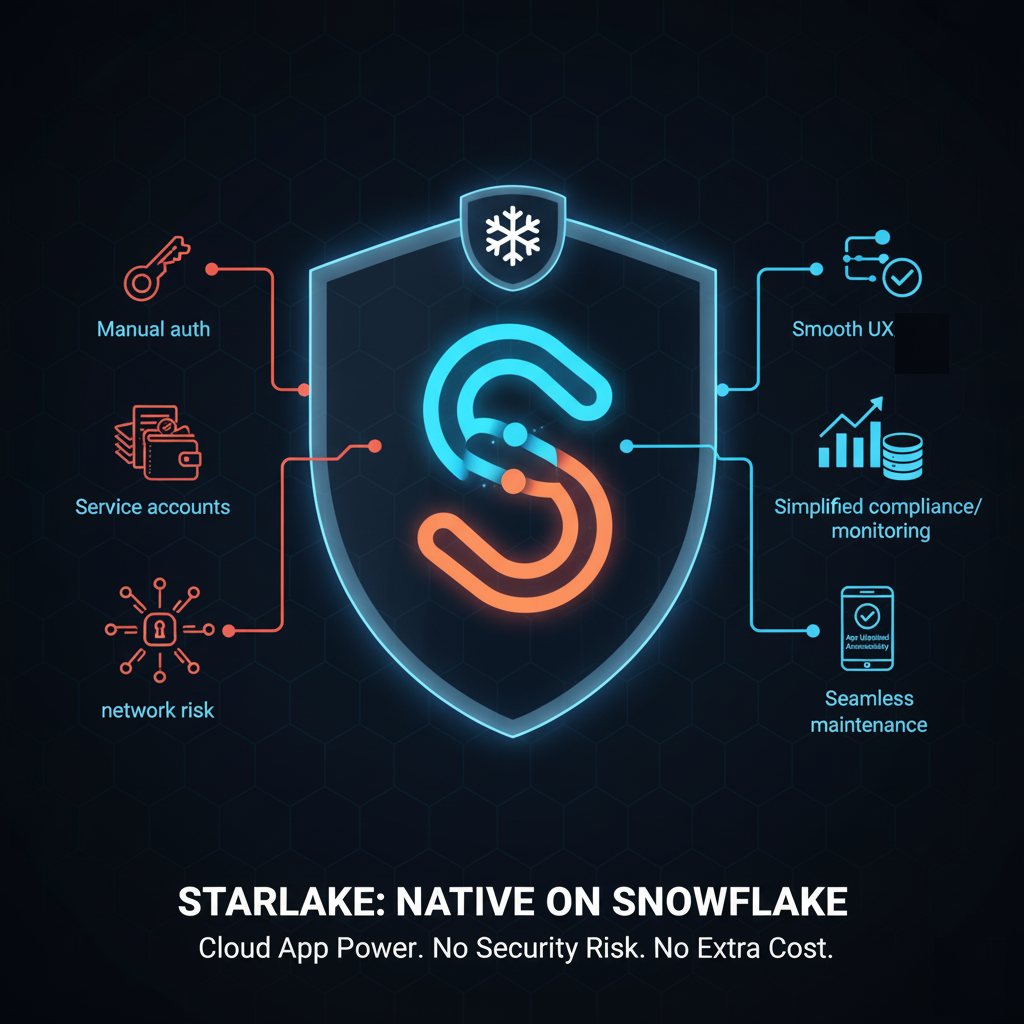 Manual auth
Smooth UX
Service accounts
Simplified compliance/
monitoring
network risk
Seamless
maintenance
STARLAKE: NATIVE ON SNOWFLAKE
Cloud App Power. No Security Risk. No Extra Cost.